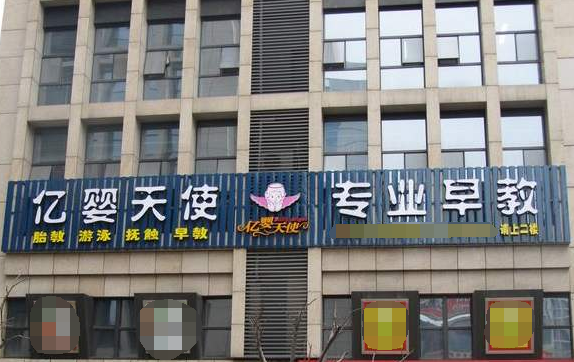 亿婴天使
胎教 游泳 抚触 早教
亿婴天使
专业早教
请上二楼